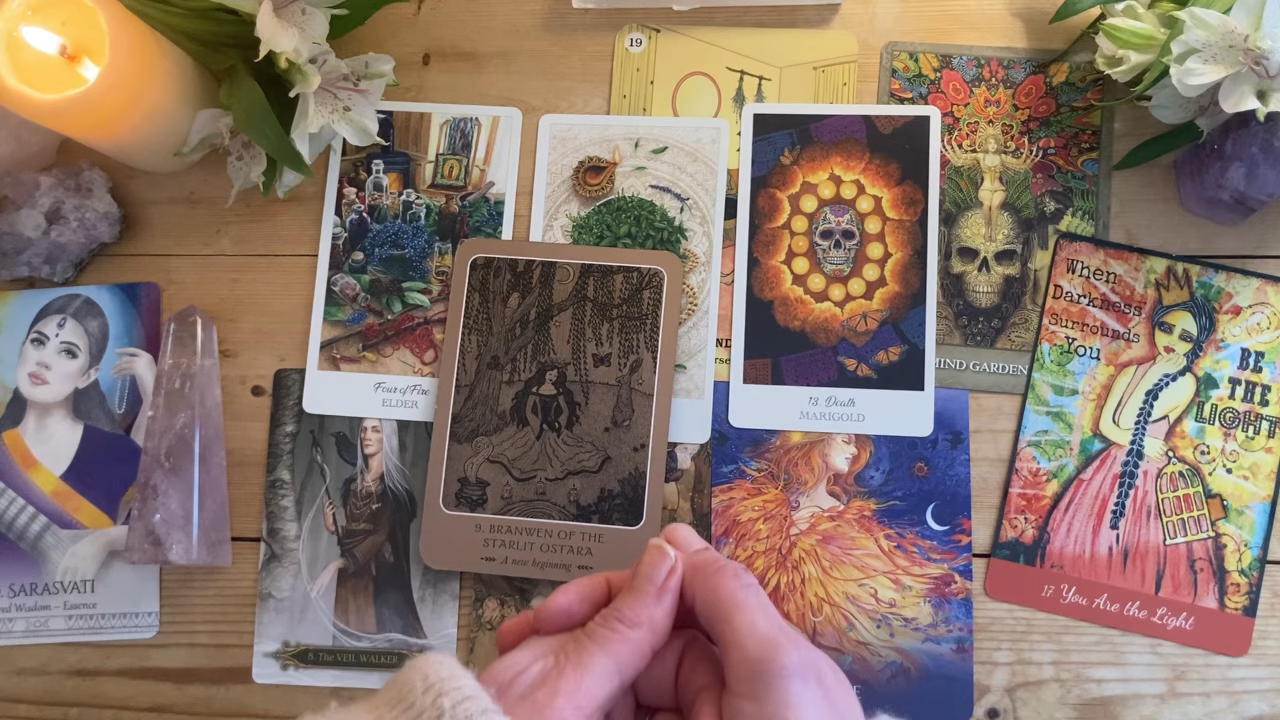 19
Four of Fire
ELDER
13. Death
MARIGOLD
MIND GARDEN
When
Darkness
Surrounds
You
BE
THE
LIGHT
17 You Are the Light
9. BRANWEN OF THE
STARLIT OSTARA
A new beginning
SARASVATI
Wisdom – Essence
8. The VEIL WALKER